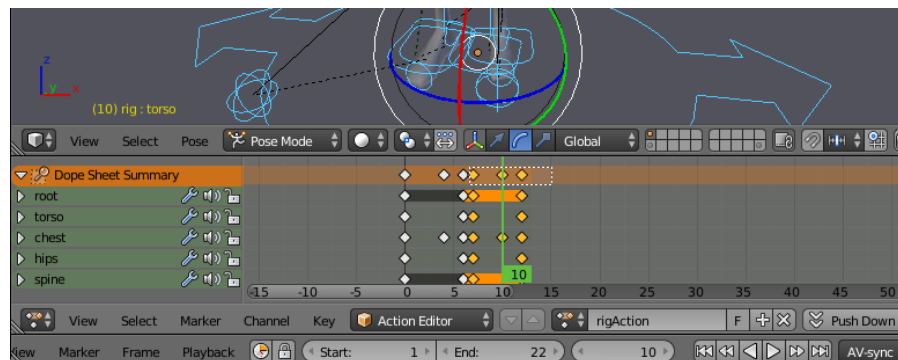 z
y x
(10) rig : torso
View Select Pose Pose Mode Global
Dope Sheet Summary
root
torso
chest
hips
spine
10
-15 -10 -5 0 5 10 15 20 25 30 35 40 45 50
View Select Marker Channel Key Action Editor rigAction F Push Down
View Marker Frame Playback Start: 1 End: 22 10 AV-sync